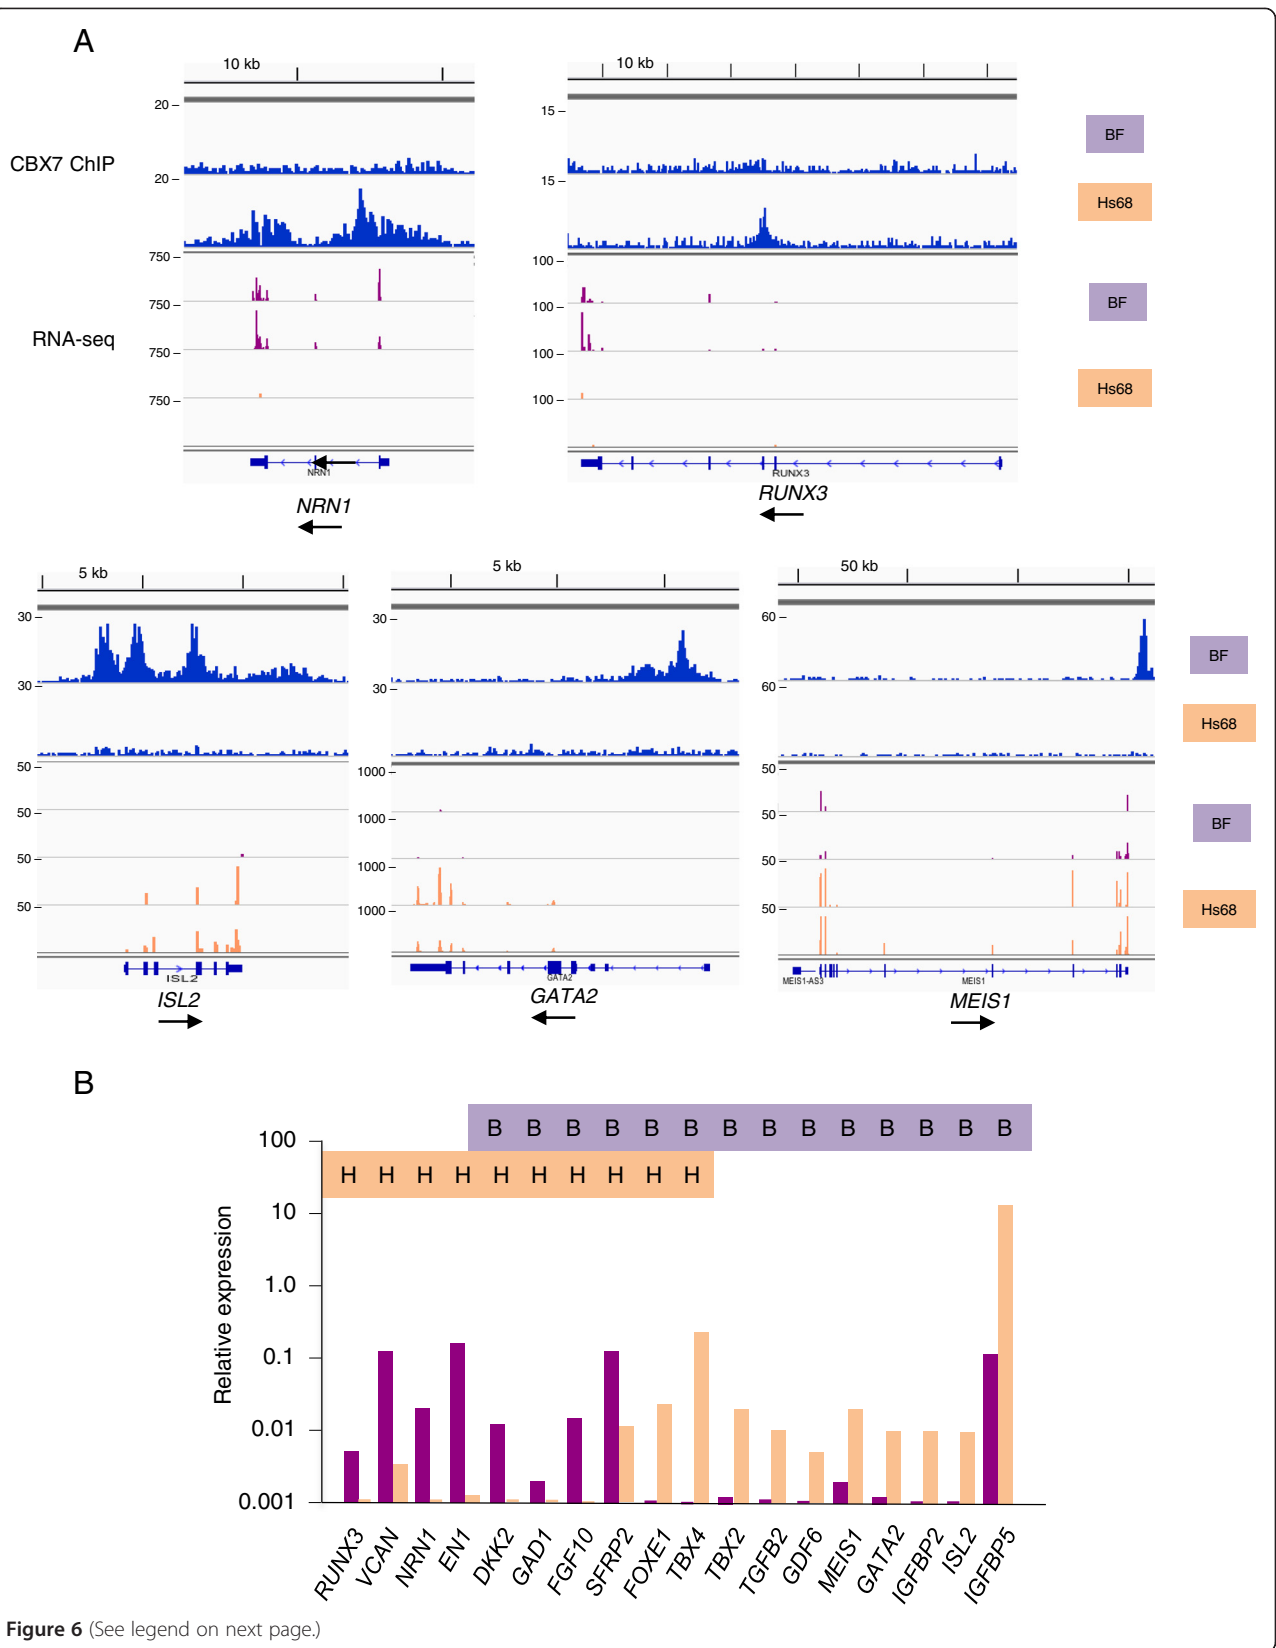 A
10 kb
10 kb
20
15
BF
CBX7 ChIP
20
15
Hs68
750
100
BF
750
100
RNA-seq
750
100
Hs68
750
100
NRN1
RUNX3
NRN1
RUNX3
5 kb
5 kb
50 kb
30
30
60
BF
30
30
60
Hs68
50
1000
50
50
1000
50
BF
50
1000
50
50
1000
50
Hs68
ISL2
GATA2
MEIS1-AS3
MEIS1
ISL2
GATA2
MEIS1
B
B B B B B B B B B B B B B B
H H H H H H H H H H
100
10
1.0
0.1
0.01
0.001
Relative expression
RUNX3
VCAN
NRN1
EN1
DKK2
GAD1
FGF10
SFRP2
FOXE1
TBX4
TBX2
TGFB2
GDF6
MEIS1
GATA2
IGFBP2
ISL2
IGFBP5
Figure 6 (See legend on next page.)